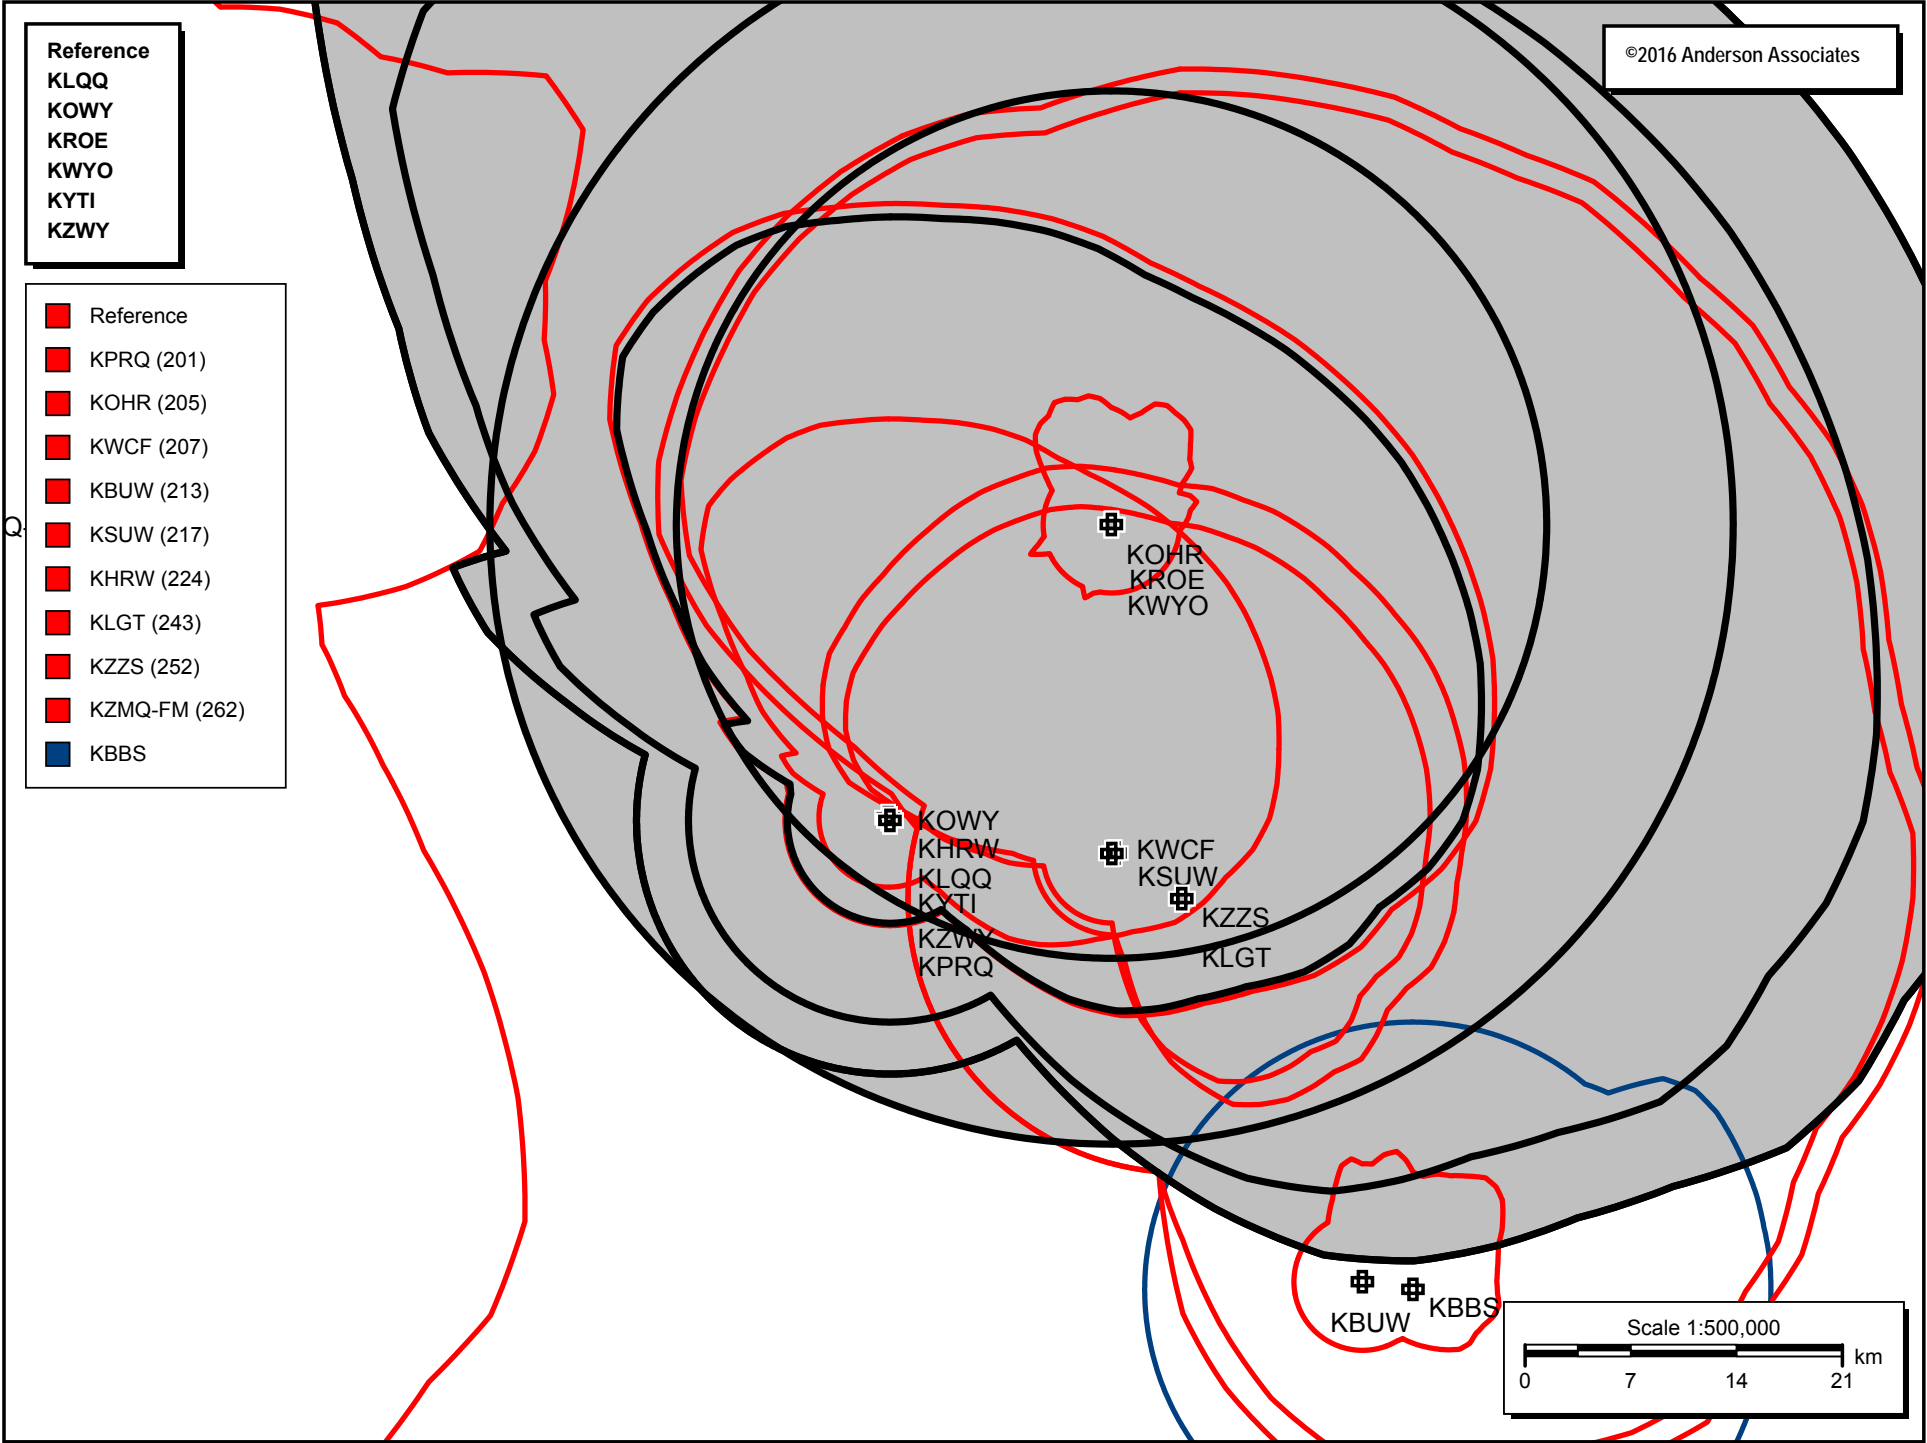 Reference
KLQQ
KOWY
KROE
KWYO
KYTI
KZWY
©2016 Anderson Associates
Reference
KPRQ (201)
KOHR (205)
KWCF (207)
KBUW (213)
KSUW (217)
KHRW (224)
KLGT (243)
KZZS (252)
KZMQ-FM (262)
KBBS
Q-
KOHR
KROE
KWYO
KOWY
KHRW
KLQQ
KYTI
KZWY
KPRQ
KWCF
KSUW
KZZS
KLGT
KBUW
KBBS
Scale 1:500,000
km
0 7 14 21